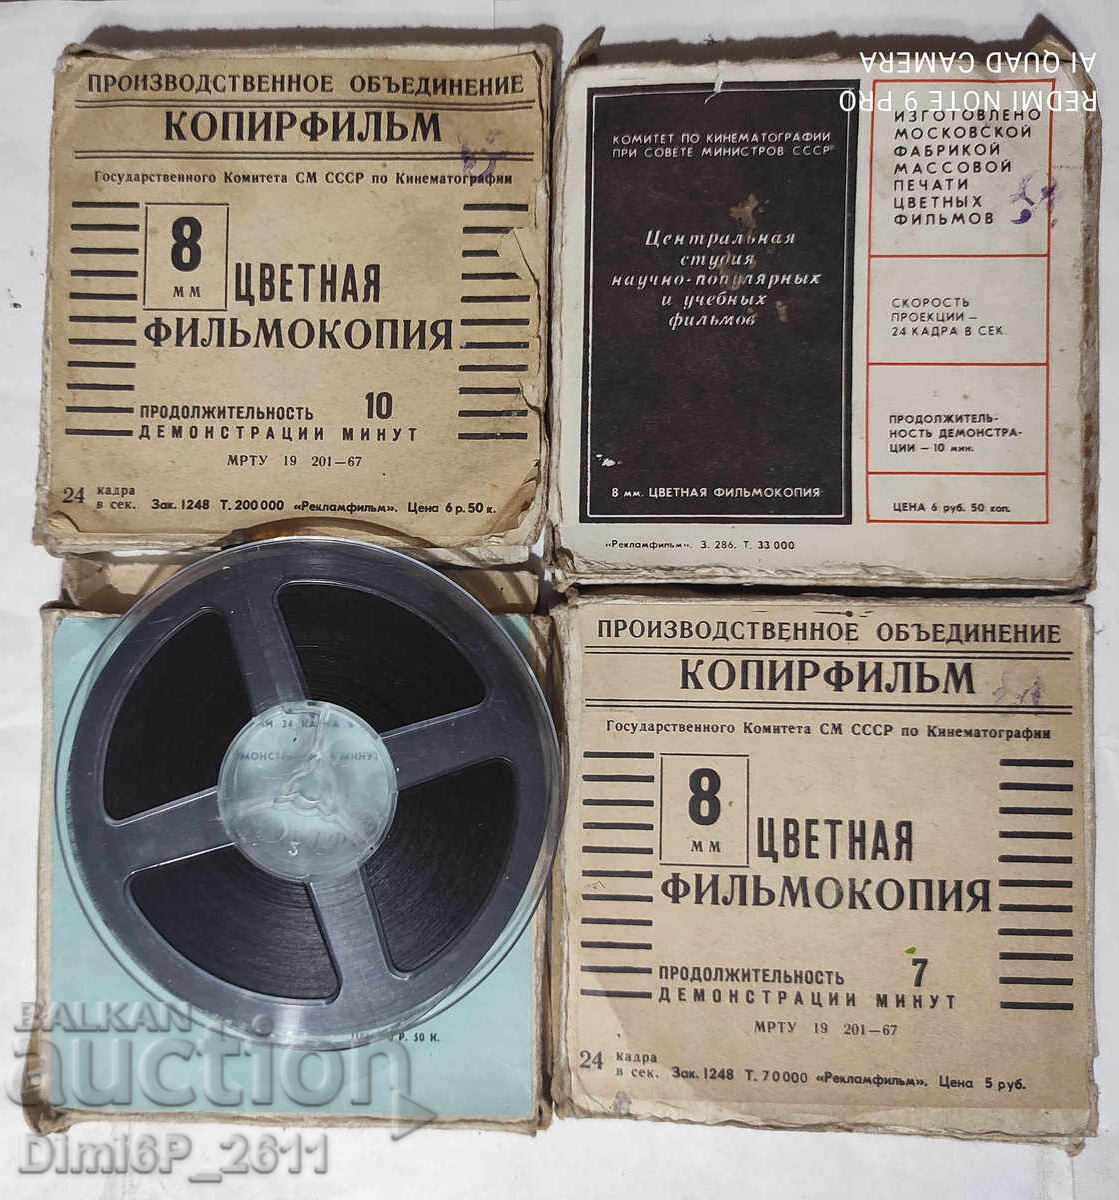 ПРОИЗВОДСТВЕННОЕ ОБЪЕДИНЕНИЕ
КОПИРФИЛЬМ
Государственного Комитета СМ СССР по Кинематографии
8
мм
ЦВЕТНАЯ
ФИЛЬМОКОПИЯ
ПРОДОЛЖИТЕЛЬНОСТЬ 10
ДЕМОНСТРАЦИИ МИНУТ
МРТУ 19 201—67
24 кадра
в сек. Зак. 1248 Т. 200 000 «Рекламфильм». Цена 6 р. 50 к.
REDMI NOTE 9 PRO
AI QUAD CAMERA
КОМИТЕТ ПО КИНЕМАТОГРАФИИ
ПРИ СОВЕТЕ МИНИСТРОВ СССР
Центральная
студия
научно-популярных
и учебных
фильмов
8 мм. ЦВЕТНАЯ ФИЛЬМОКОПИЯ
ИЗГОТОВЛЕНО
МОСКОВСКОЙ
ФАБРИКОЙ
МАССОВОЙ
ПЕЧАТИ
ЦВЕТНЫХ
ФИЛЬМОВ
СКОРОСТЬ
ПРОЕКЦИИ —
24 КАДРА В СЕК.
ПРОДОЛЖИТЕЛЬ-
НОСТЬ ДЕМОНСТРА-
ЦИИ — 10 мин.
ЦЕНА 6 руб. 50 коп.
«Рекламфильм». З. 286. Т. 33 000
24
МИНУТ
Р. 50 К.
ПРОИЗВОДСТВЕННОЕ ОБЪЕДИНЕНИЕ
КОПИРФИЛЬМ
Государственного Комитета СМ СССР по Кинематографии
8
мм
ЦВЕТНАЯ
ФИЛЬМОКОПИЯ
ПРОДОЛЖИТЕЛЬНОСТЬ 7
ДЕМОНСТРАЦИИ МИНУТ
МРТУ 19 201—67
24 кадра
в сек. Зак. 1248 Т. 70 000 «Рекламфильм». Цена 5 руб.
BALKAN
auction
Dimi6P_2611